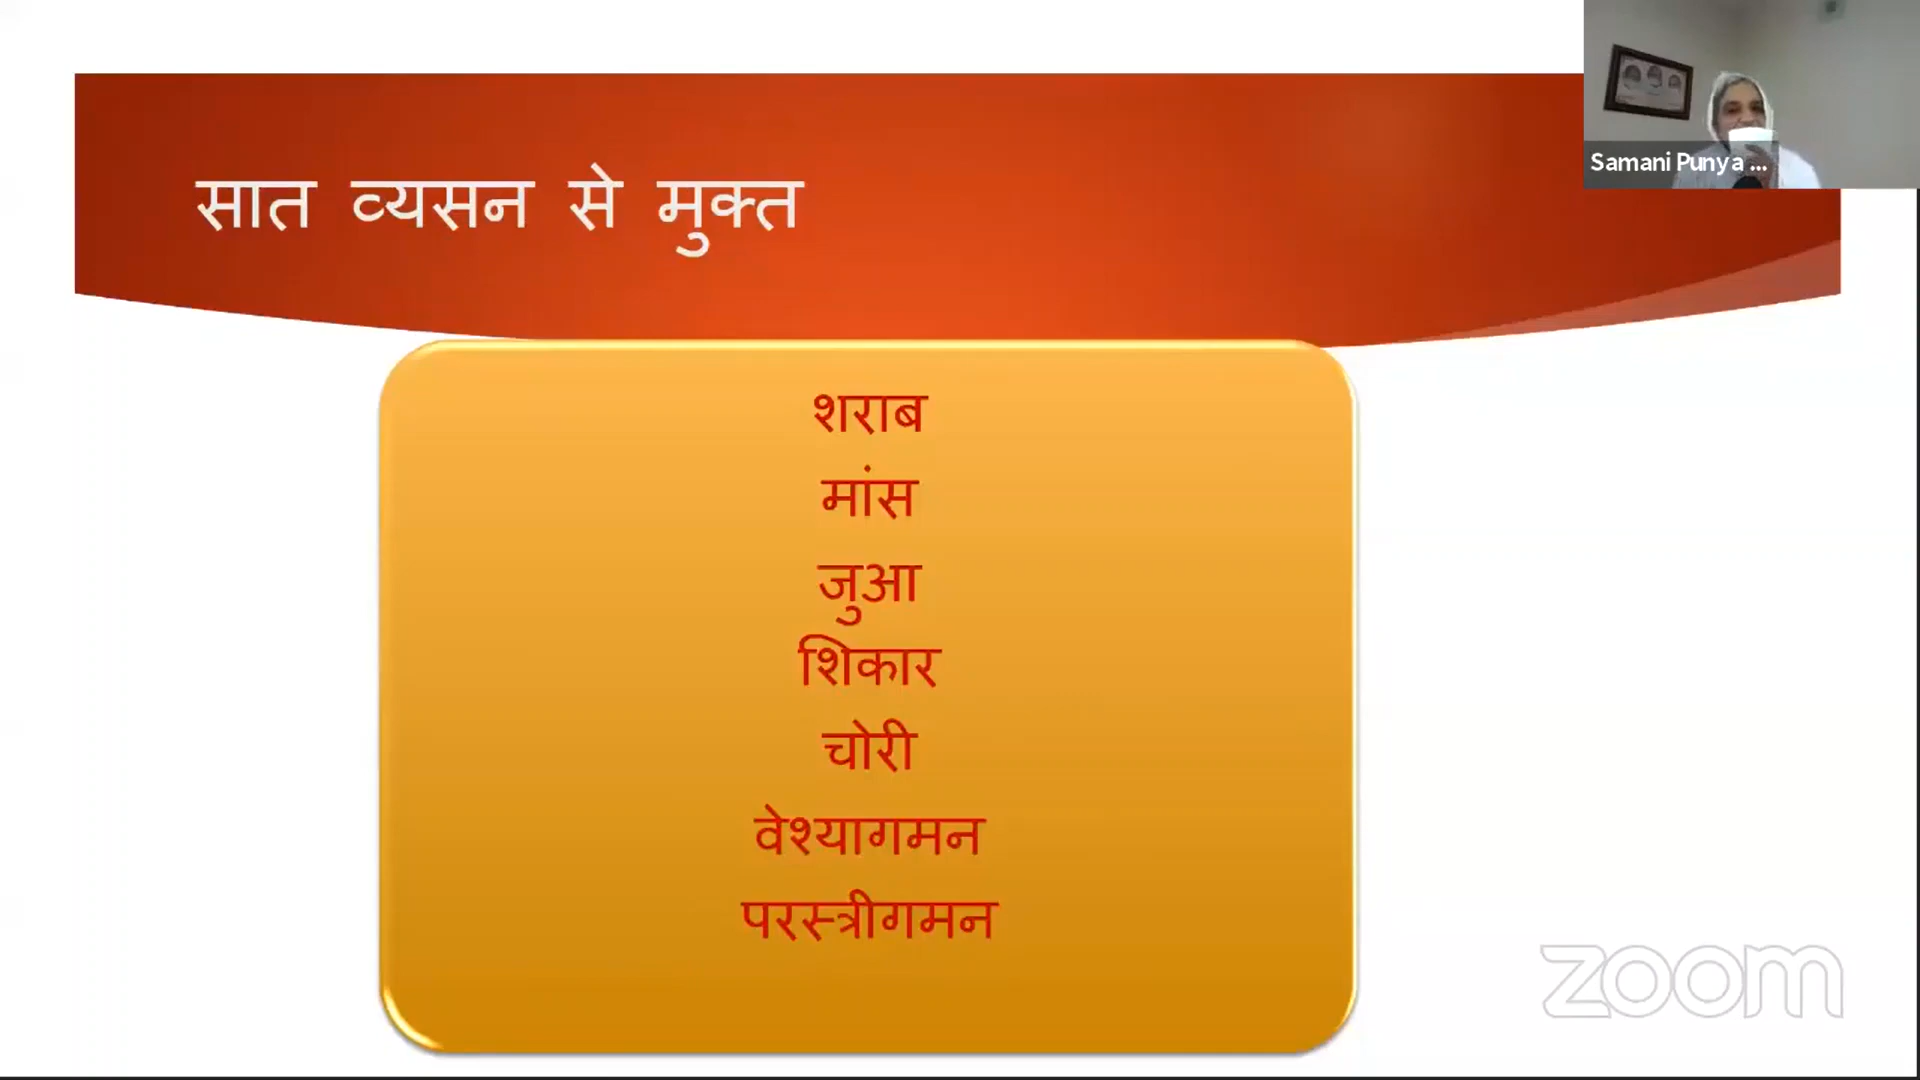 सात व्यसन से मुक्त
Samani Punya ...
शराब
मांस
जुआ
शिकार
चोरी
वेश्यागमन
परस्त्रीगमन
zoom